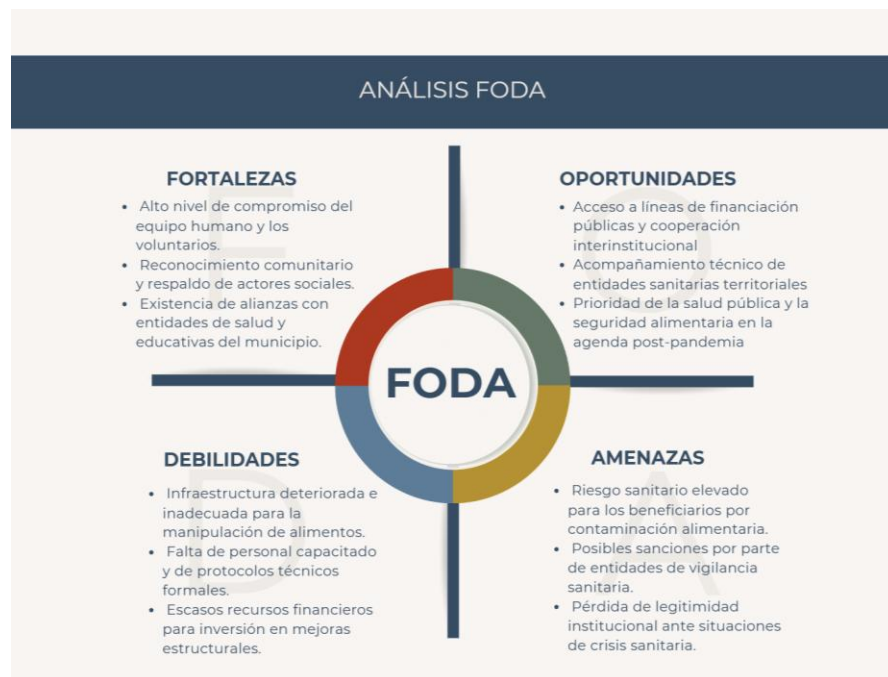 ANÁLISIS FODA
FORTALEZAS
• Alto nivel de compromiso del
equipo humano y los
voluntarios.
• Reconocimiento comunitario
y respaldo de actores sociales.
• Existencia de alianzas con
entidades de salud y
educativas del municipio.
OPORTUNIDADES
• Acceso a líneas de financiación
públicas y cooperación
interinstitucional
• Acompañamiento técnico de
entidades sanitarias territoriales
• Prioridad de la salud pública y la
seguridad alimentaria en la
agenda post-pandemia
FODA
DEBILIDADES
• Infraestructura deteriorada e
inadecuada para la
manipulación de alimentos.
• Falta de personal capacitado
y de protocolos técnicos
formales.
• Escasos recursos financieros
para inversión en mejoras
estructurales.
AMENAZAS
• Riesgo sanitario elevado
para los beneficiarios por
contaminación alimentaria.
• Posibles sanciones por parte
de entidades de vigilancia
sanitaria.
• Pérdida de legitimidad
institucional ante situaciones
de crisis sanitaria.
F
O
D
A